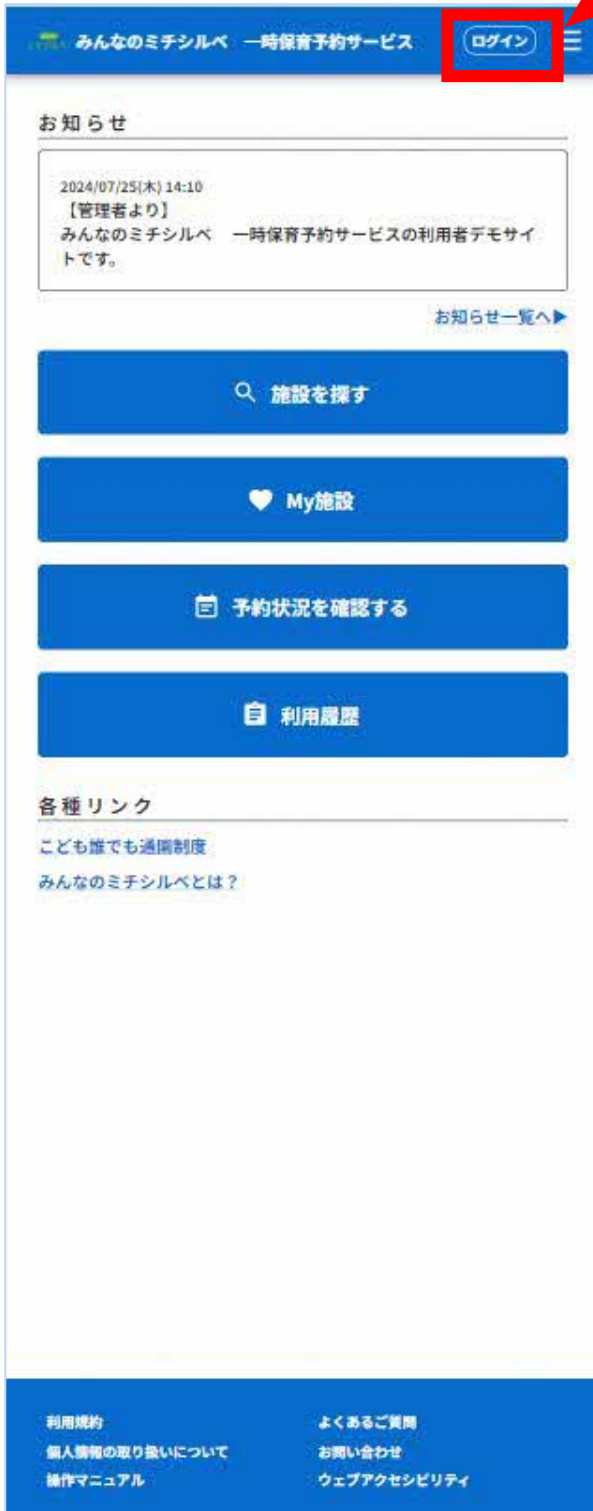 みんなのミチシルベ　一時保育予約サービス
ログイン
お知らせ
2024/07/25(木) 14:10
【管理者より】
みんなのミチシルベ　一時保育予約サービスの利用者デモサイ
トです。
お知らせ一覧へ▶
施設を探す
My施設
予約状況を確認する
利用履歴
各種リンク
こども誰でも通園制度
みんなのミチシルベとは？
利用規約
よくあるご質問
個人情報の取り扱いについて
お問い合わせ
操作マニュアル
ウェブアクセシビリティ